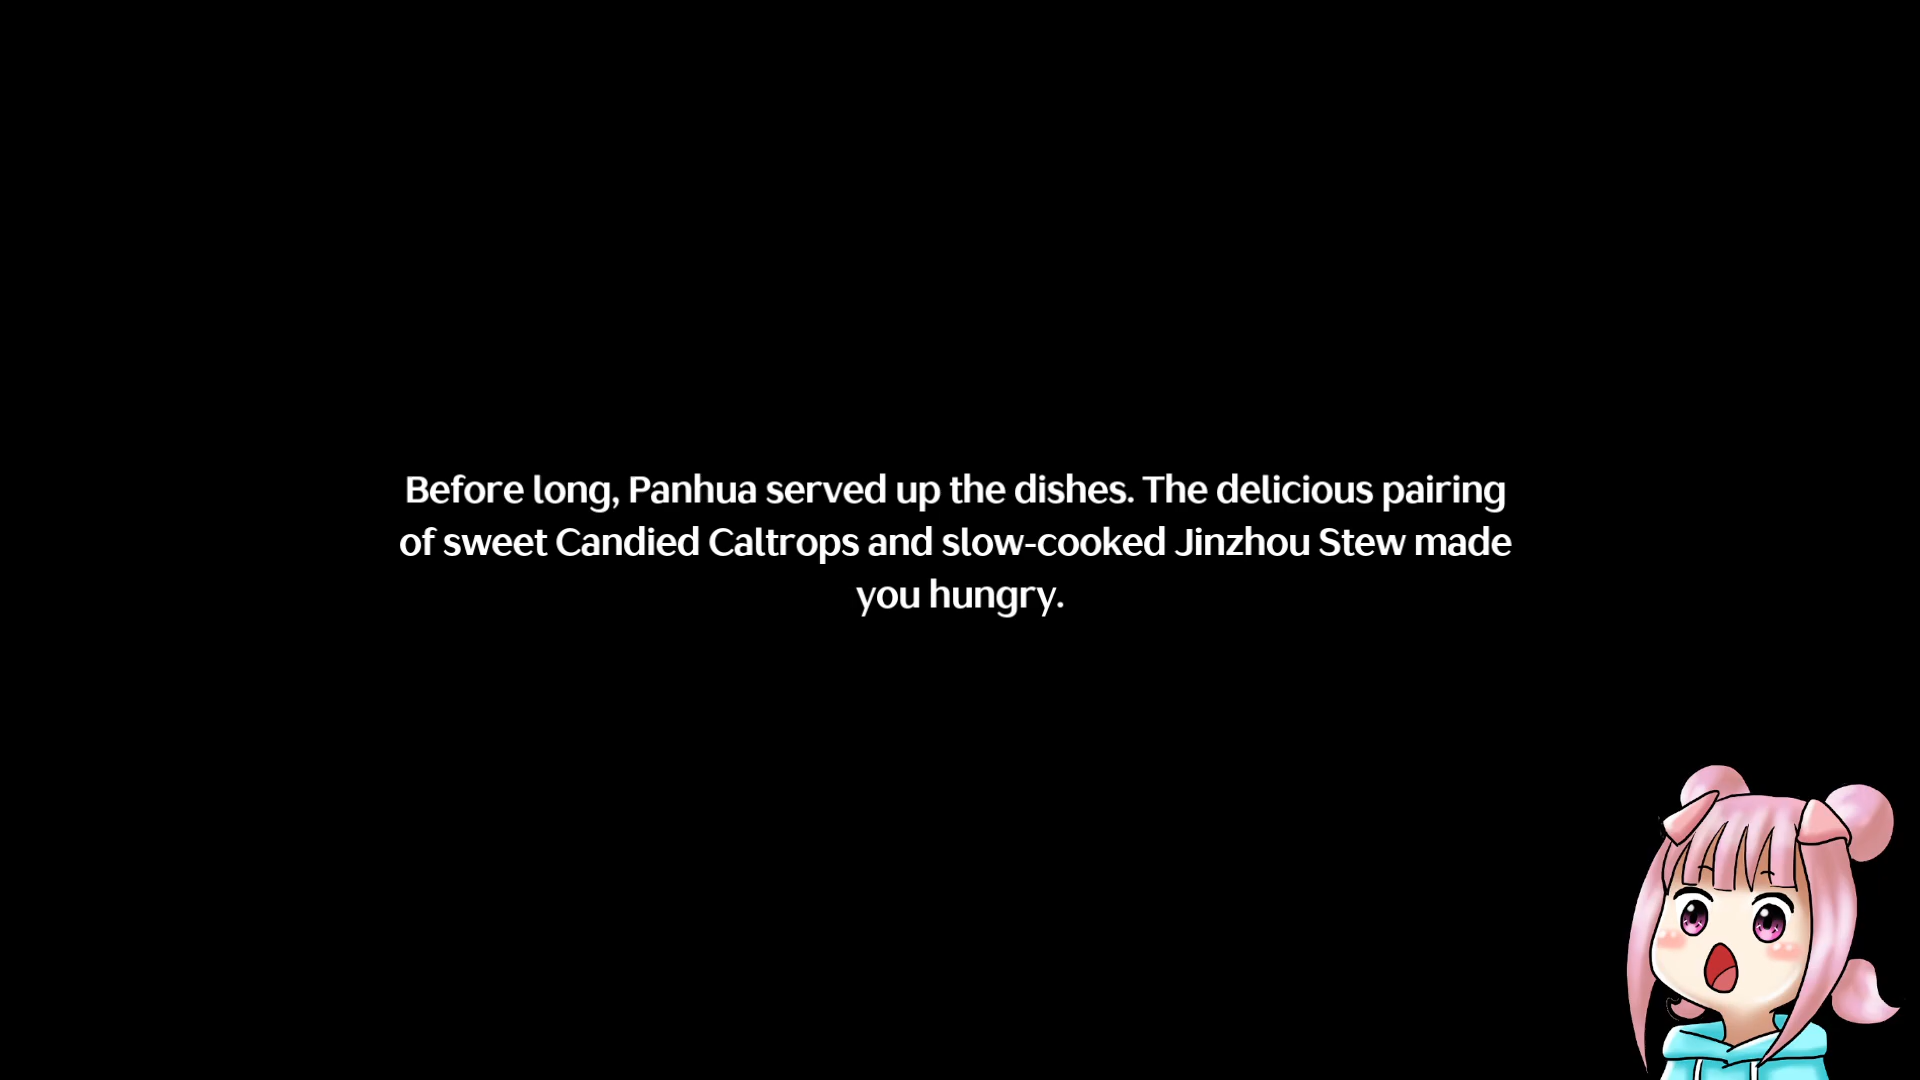 Before long, Panhua served up the dishes. The delicious pairing
of sweet Candied Caltrops and slow-cooked Jinzhou Stew made
you hungry.